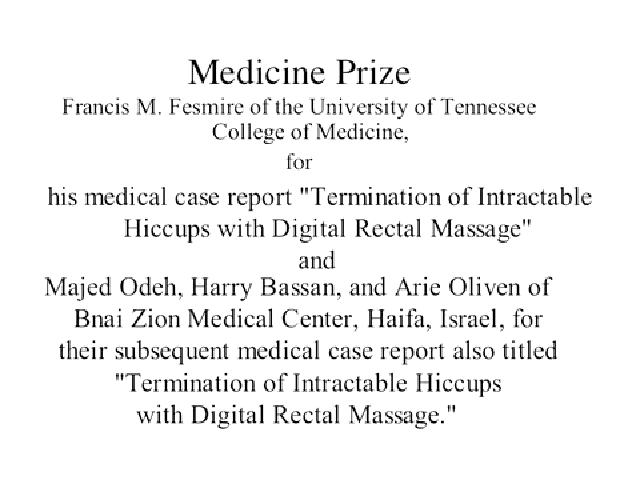 Medicine Prize
Francis M. Fesmire of the University of Tennessee
College of Medicine,
for
his medical case report "Termination of Intractable
Hiccups with Digital Rectal Massage"
and
Majed Odeh, Harry Bassan, and Arie Oliven of
Bnai Zion Medical Center, Haifa, Israel, for
their subsequent medical case report also titled
"Termination of Intractable Hiccups
with Digital Rectal Massage."